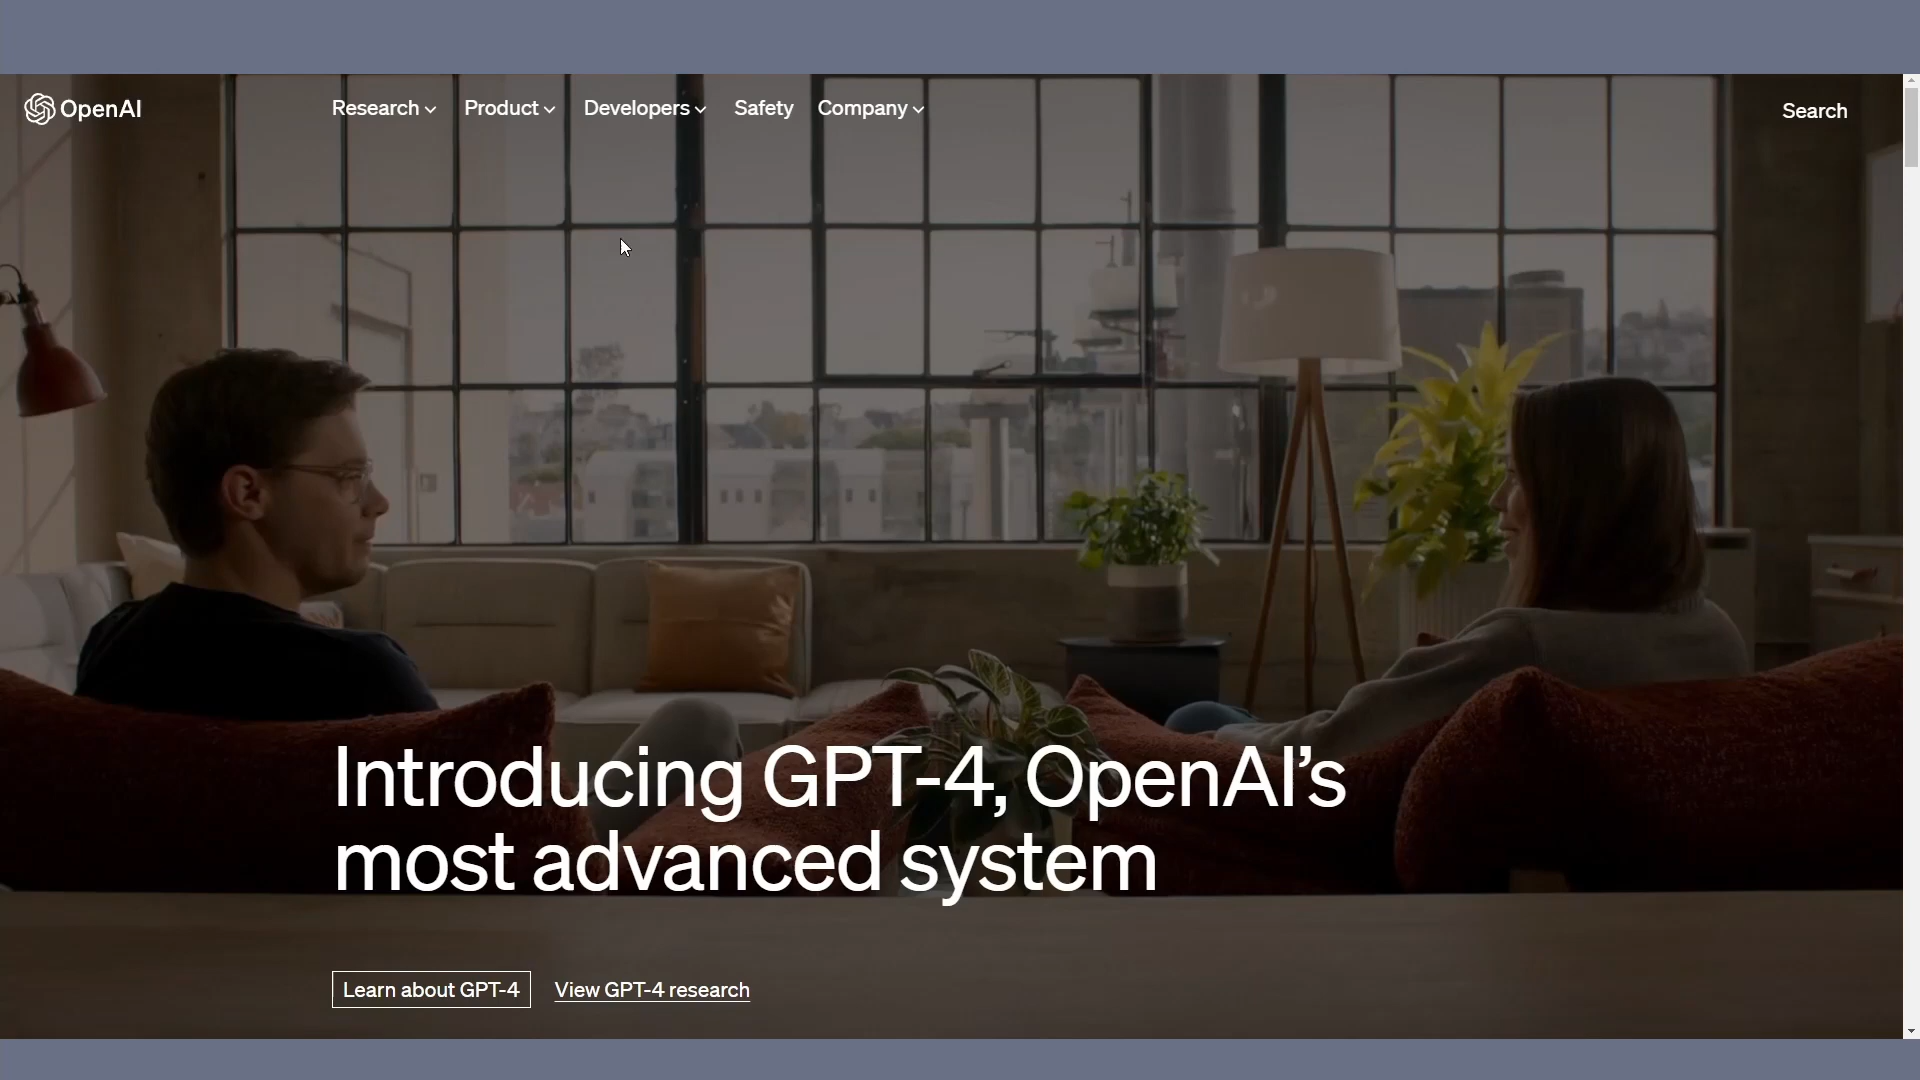 OpenAI
Research Product Developers Safety Company
Search
Introducing GPT-4, OpenAI’s
most advanced system
Learn about GPT-4 View GPT-4 research